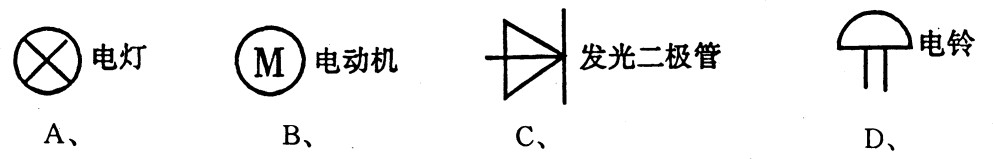 电灯 M 电动机 发光二极管 电铃
A、 B、 C、 D、